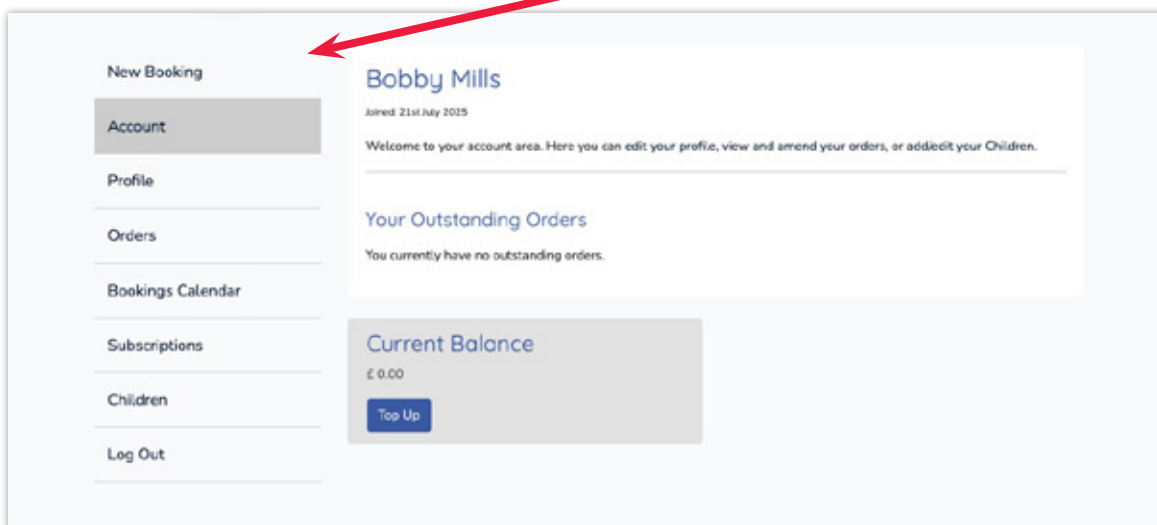 New Booking
Account
Profile
Orders
Bookings Calendar
Subscriptions
Children
Log Out
Bobby Mills
Joined: 21st July 2025
Welcome to your account area. Here you can edit your profile, view and amend your orders, or add/edit your Children.
Your Outstanding Orders
You currently have no outstanding orders.
Current Balance
£ 0.00
Top Up